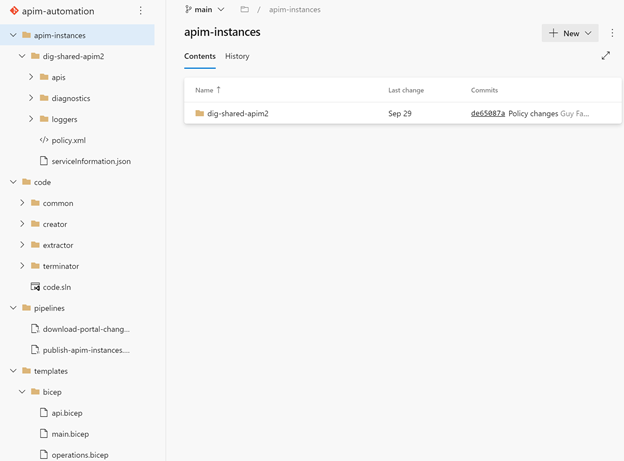 apim-automation
apim-instances
dig-shared-apim2
apis
diagnostics
loggers
policy.xml
serviceInformation.json
code
common
creator
extractor
terminator
code.sln
pipelines
download-portal-chang...
publish-apim-instances....
templates
bicep
api.bicep
main.bicep
operations.bicep
main / apim-instances
apim-instances
New
Contents History
Name ↑ Last change Commits
dig-shared-apim2 Sep 29 de65087a Policy changes Guy Fa...